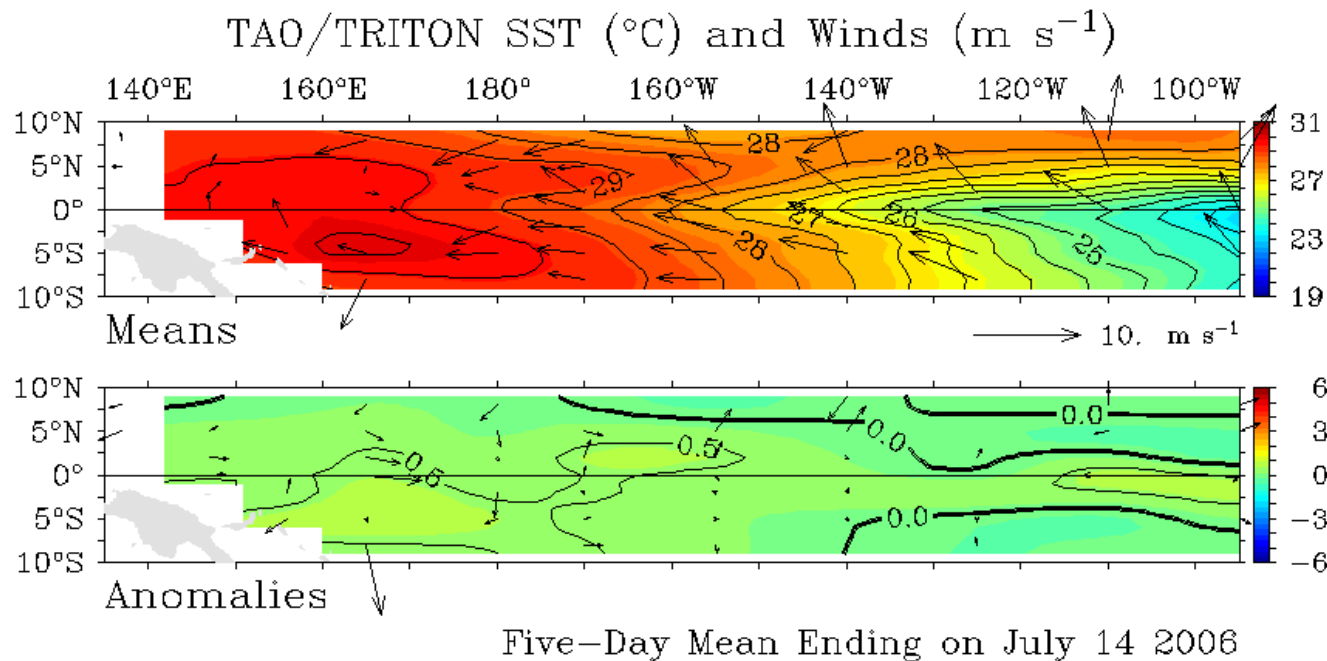 TAO/TRITON SST (°C) and Winds (m s⁻¹)
140°E 160°E 180° 160°W 140°W 120°W 100°W
10°N
5°N
0°
5°S
10°S
28
28
29
27
26
28
25
31
27
23
19
Means
10. m s⁻¹
10°N
5°N
0°
5°S
10°S
0.5
0.5
0.0
0.0
0.0
6
3
0
−3
−6
Anomalies
Five−Day Mean Ending on July 14 2006